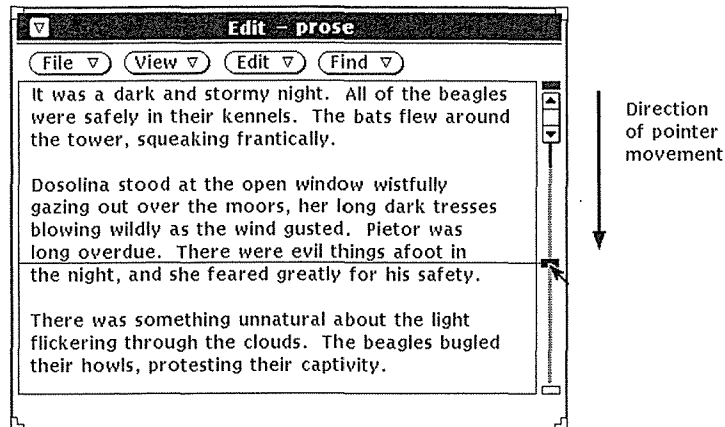 Edit – prose
File View Edit Find
It was a dark and stormy night. All of the beagles
were safely in their kennels. The bats flew around
the tower, squeaking frantically.
Dosolina stood at the open window wistfully
gazing out over the moors, her long dark tresses
blowing wildly as the wind gusted. Pietor was
long overdue. There were evil things afoot in
the night, and she feared greatly for his safety.
There was something unnatural about the light
flickering through the clouds. The beagles bugled
their howls, protesting their captivity.
Direction
of pointer
movement